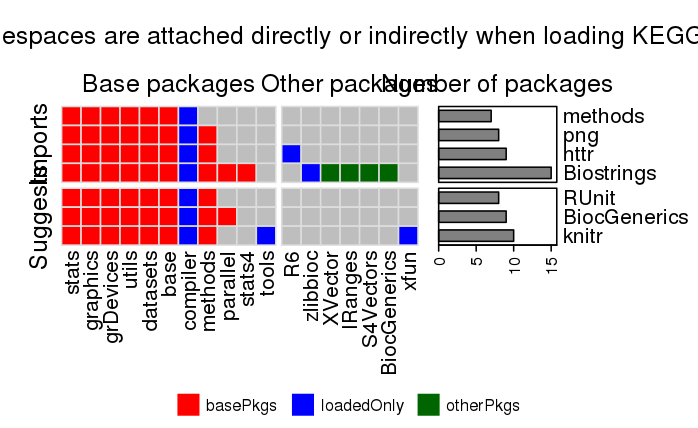 espaces are attached directly or indirectly when loading KEGG
Base packages
Other packages
Number of packages
Imports
Suggests
methods
png
httr
Biostrings
RUnit
BiocGenerics
knitr
stats
graphics
grDevices
utils
datasets
base
compiler
methods
parallel
stats4
tools
R6
zlibbioc
XVector
IRanges
S4Vectors
BiocGenerics
xfun
0
5
10
15
basePkgs
loadedOnly
otherPkgs